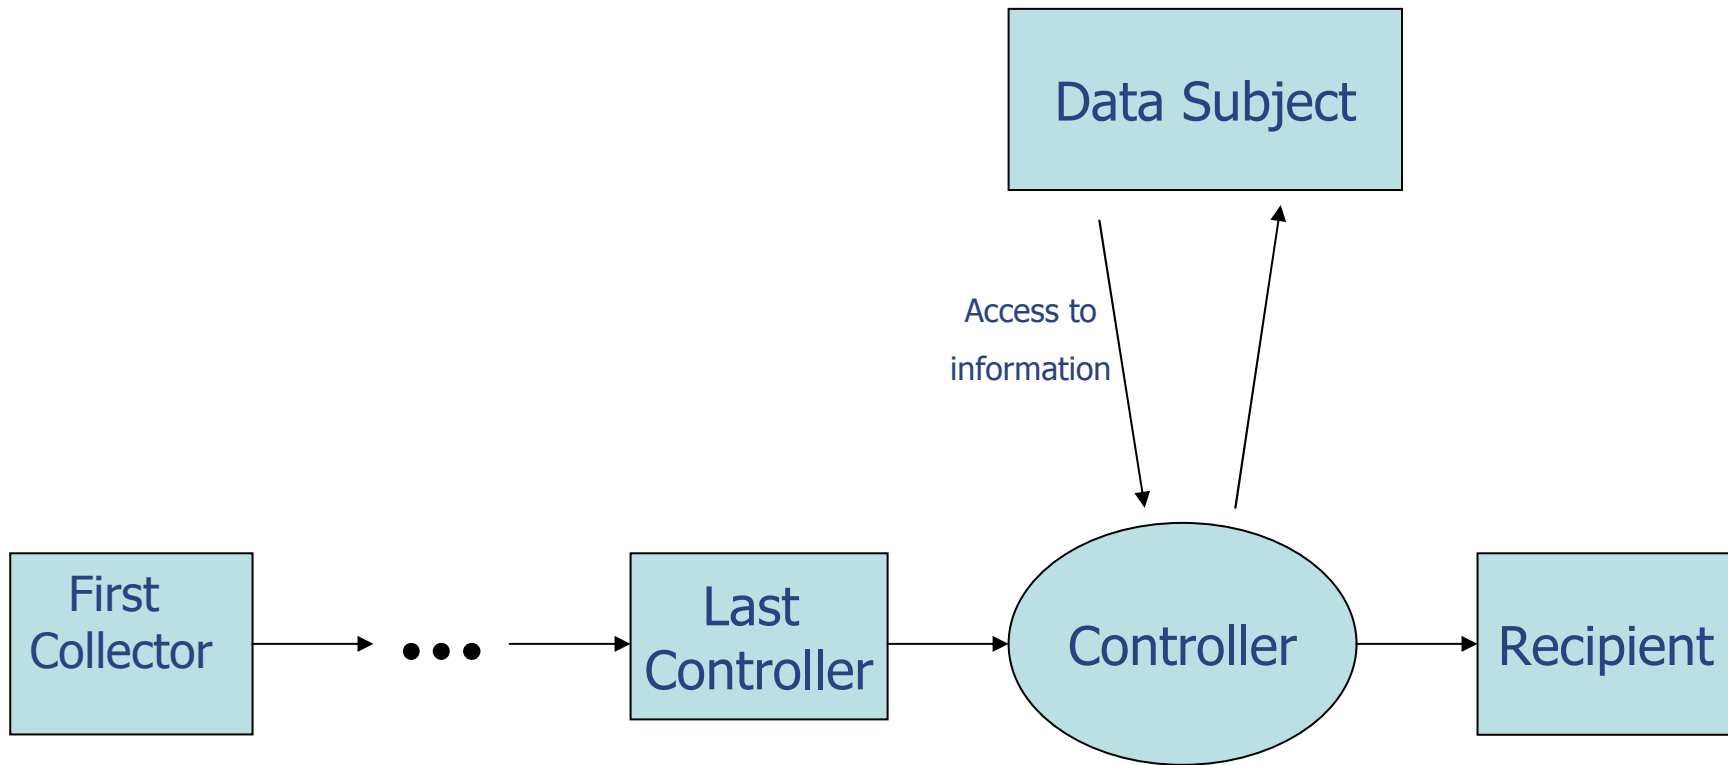 Data Subject
Access to
information
First
Collector
...
Last
Controller
Controller
Recipient